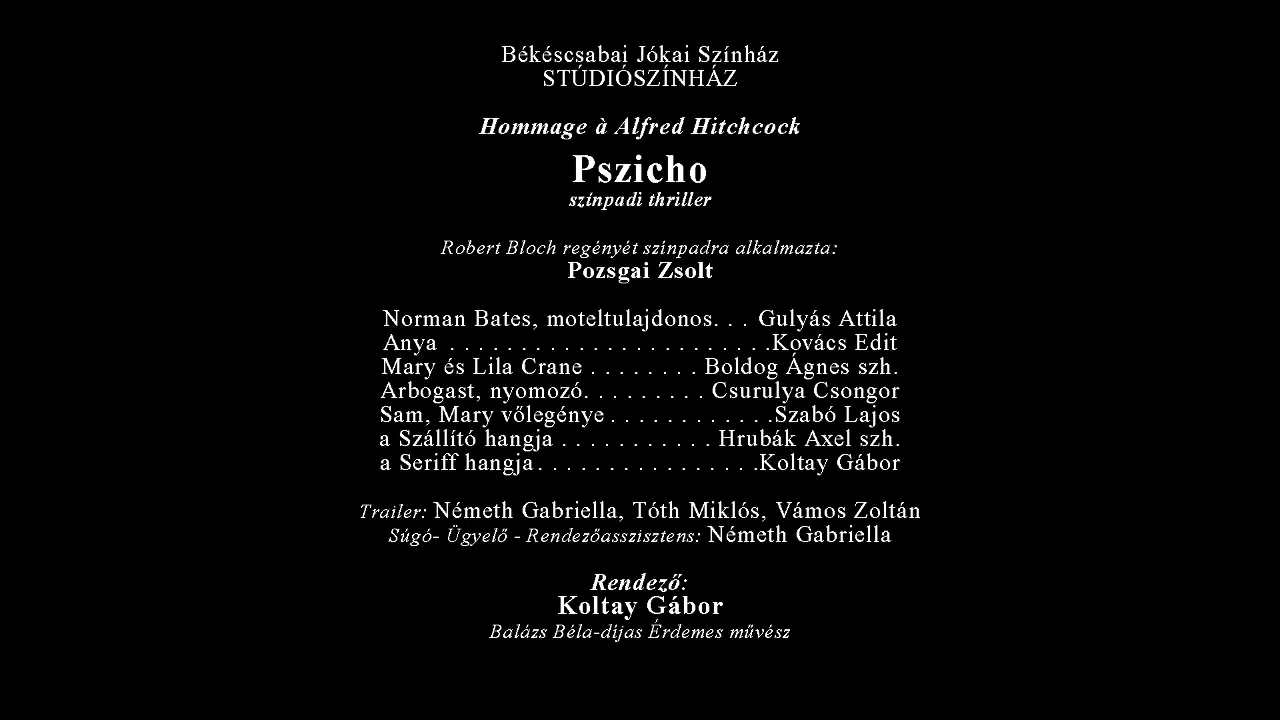 Békéscsabai Jókai Színház
STÚDIÓSZÍNHÁZ
Hommage à Alfred Hitchcock
Pszicho
színpadi thriller
Robert Bloch regényét színpadra alkalmazta:
Pozsgai Zsolt
Norman Bates, moteltulajdonos. . . Gulyás Attila
Anya . . . . . . . . . . . . . . . . . . . . . . .Kovács Edit
Mary és Lila Crane . . . . . . . . Boldog Ágnes szh.
Arbogast, nyomozó. . . . . . . . . . Csurulya Csongor
Sam, Mary vőlegénye . . . . . . . . . . . .Szabó Lajos
a Szállító hangja . . . . . . . . . . . Hrubák Axel szh.
a Seriff hangja . . . . . . . . . . . . . . . .Koltay Gábor
Trailer: Németh Gabriella, Tóth Miklós, Vámos Zoltán
Súgó- Ügyelő - Rendezőasszisztens: Németh Gabriella
Rendező:
Koltay Gábor
Balázs Béla-díjas Érdemes művész